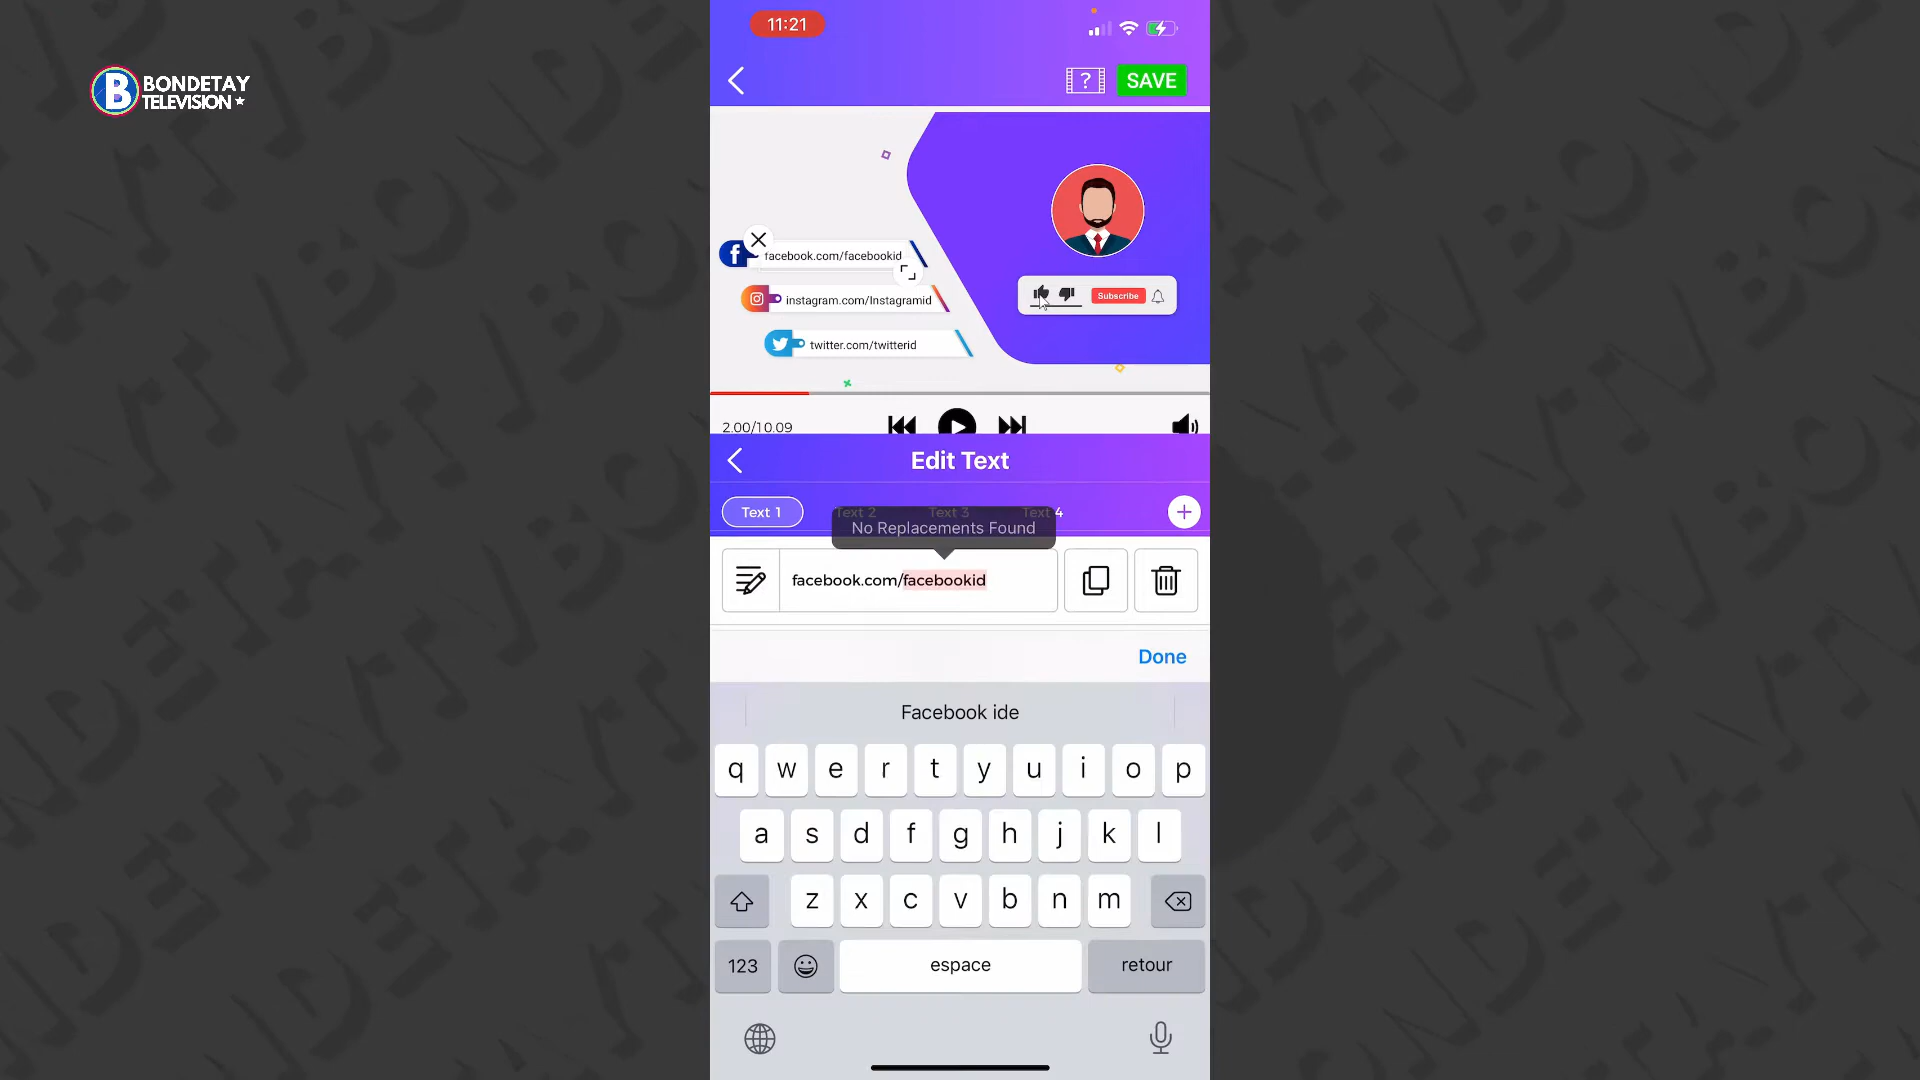 BONDETAY
TELEVISION
11:21
SAVE
facebook.com/facebookid
instagram.com/Instagramid
twitter.com/twitterid
Subscribe
2.00/10.09
Edit Text
Text 1 Text 2 Text 3 Text 4
No Replacements Found
facebook.com/facebookid
Done
Facebook ide
q w e r t y u i o p
a s d f g h j k l
z x c v b n m
123 espace retour